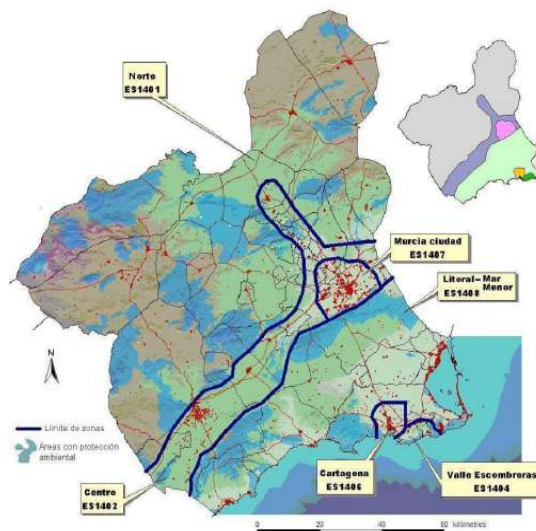 Norte
ES1401
Murcia ciudad
ES1407
Litoral-Mar
Menor
ES1408
N
Límite de zonas
Áreas con protección
ambiental
Cartagena
ES1406
Valle Escombreras
ES1404
Centro
ES1402
0 20 40 60 kilómetros